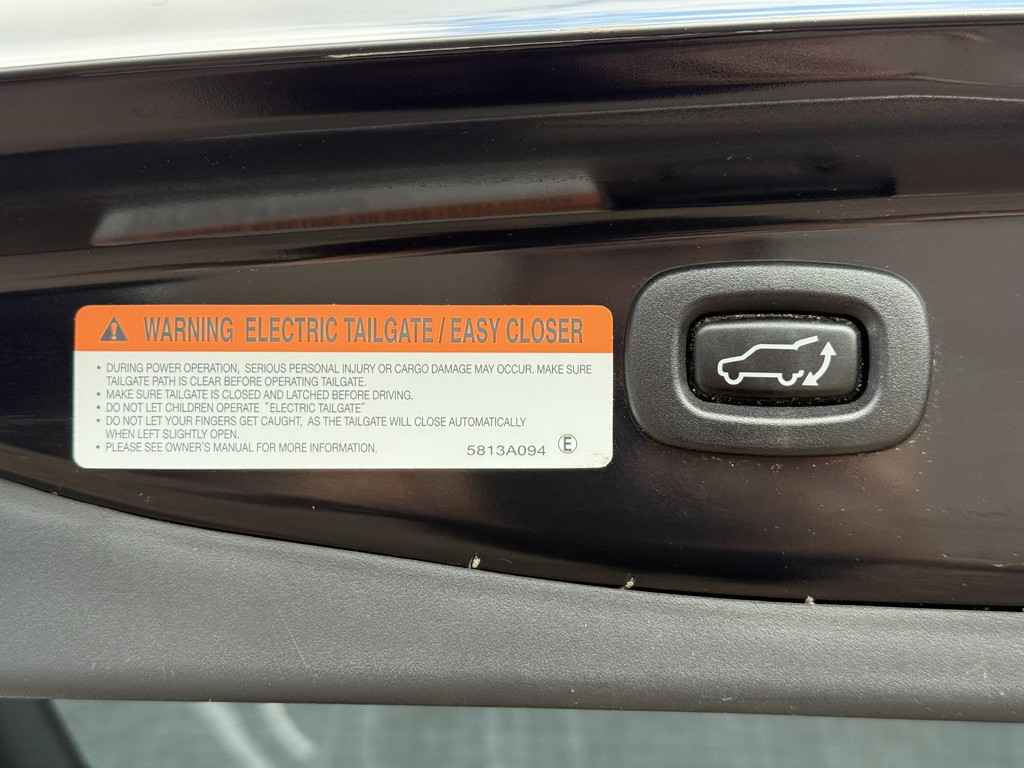 WARNING ELECTRIC TAILGATE / EASY CLOSER
• DURING POWER OPERATION, SERIOUS PERSONAL INJURY OR CARGO DAMAGE MAY OCCUR. MAKE SURE
TAILGATE PATH IS CLEAR BEFORE OPERATING TAILGATE.
• MAKE SURE TAILGATE IS CLOSED AND LATCHED BEFORE DRIVING.
• DO NOT LET CHILDREN OPERATE "ELECTRIC TAILGATE"
• DO NOT LET YOUR FINGERS GET CAUGHT, AS THE TAILGATE WILL CLOSE AUTOMATICALLY
WHEN LEFT SLIGHTLY OPEN.
• PLEASE SEE OWNER'S MANUAL FOR MORE INFORMATION.
5813A094 E